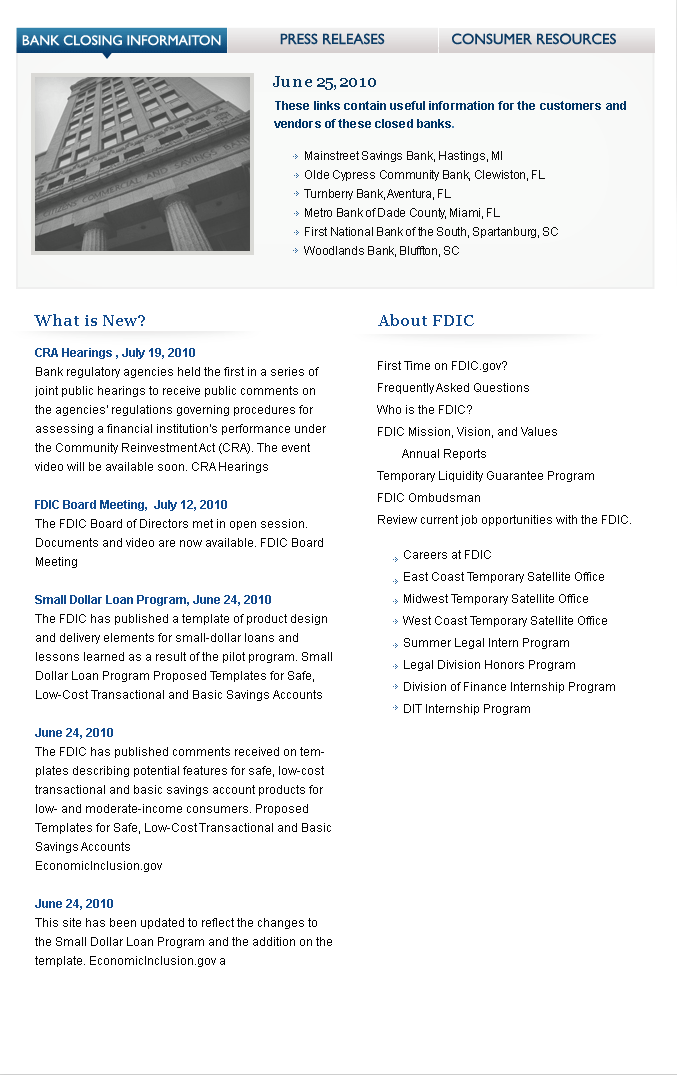 BANK CLOSING INFORMAITON
PRESS RELEASES
CONSUMER RESOURCES
June 25, 2010
These links contain useful information for the customers and
vendors of these closed banks.
Mainstreet Savings Bank, Hastings, MI
Olde Cypress Community Bank, Clewiston, FL
Turnberry Bank, Aventura, FL
Metro Bank of Dade County, Miami, FL
First National Bank of the South, Spartanburg, SC
Woodlands Bank, Bluffton, SC
What is New?
CRA Hearings , July 19, 2010
Bank regulatory agencies held the first in a series of
joint public hearings to receive public comments on
the agencies' regulations governing procedures for
assessing a financial institution's performance under
the Community Reinvestment Act (CRA). The event
video will be available soon. CRA Hearings
FDIC Board Meeting, July 12, 2010
The FDIC Board of Directors met in open session.
Documents and video are now available. FDIC Board
Meeting
Small Dollar Loan Program, June 24, 2010
The FDIC has published a template of product design
and delivery elements for small-dollar loans and
lessons learned as a result of the pilot program. Small
Dollar Loan Program Proposed Templates for Safe,
Low-Cost Transactional and Basic Savings Accounts
June 24, 2010
The FDIC has published comments received on tem-
plates describing potential features for safe, low-cost
transactional and basic savings account products for
low- and moderate-income consumers. Proposed
Templates for Safe, Low-Cost Transactional and Basic
Savings Accounts
EconomicInclusion.gov
June 24, 2010
This site has been updated to reflect the changes to
the Small Dollar Loan Program and the addition on the
template. EconomicInclusion.gov a
About FDIC
First Time on FDIC.gov?
Frequently Asked Questions
Who is the FDIC?
FDIC Mission, Vision, and Values
Annual Reports
Temporary Liquidity Guarantee Program
FDIC Ombudsman
Review current job opportunities with the FDIC.
Careers at FDIC
East Coast Temporary Satellite Office
Midwest Temporary Satellite Office
West Coast Temporary Satellite Office
Summer Legal Intern Program
Legal Division Honors Program
Division of Finance Internship Program
DIT Internship Program